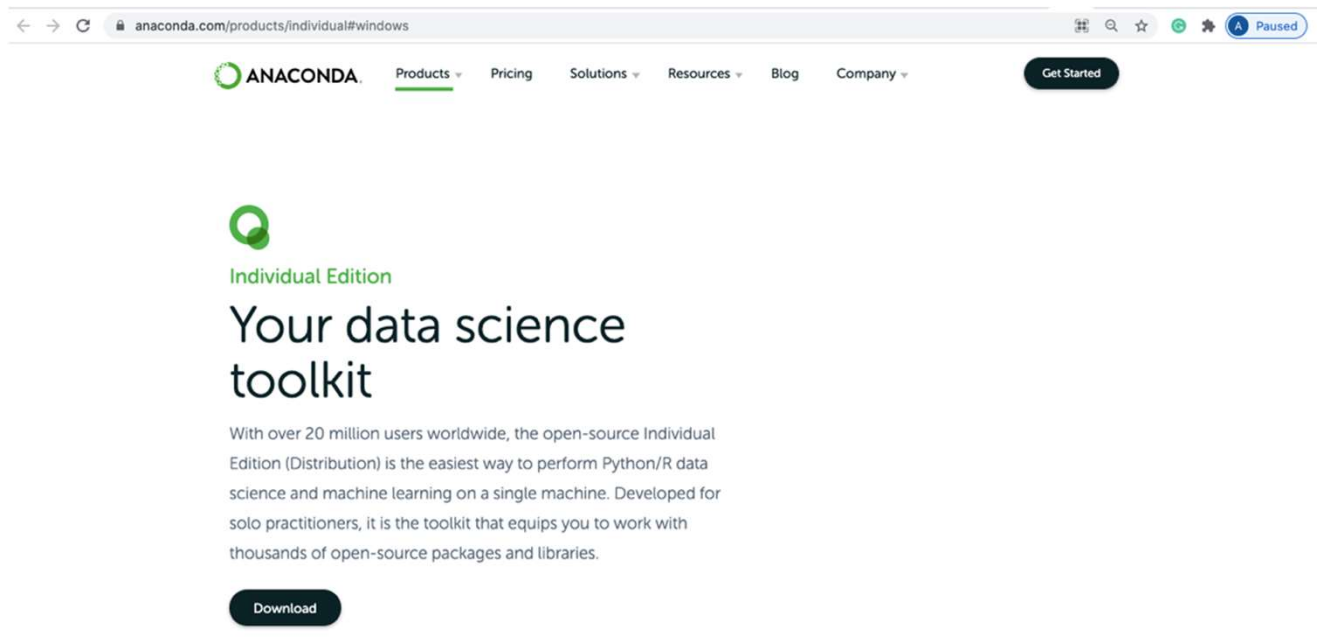 anaconda.com/products/individual#windows
A Paused
ANACONDA. Products Pricing Solutions Resources Blog Company Get Started
Individual Edition
Your data science
toolkit
With over 20 million users worldwide, the open-source Individual
Edition (Distribution) is the easiest way to perform Python/R data
science and machine learning on a single machine. Developed for
solo practitioners, it is the toolkit that equips you to work with
thousands of open-source packages and libraries.
Download